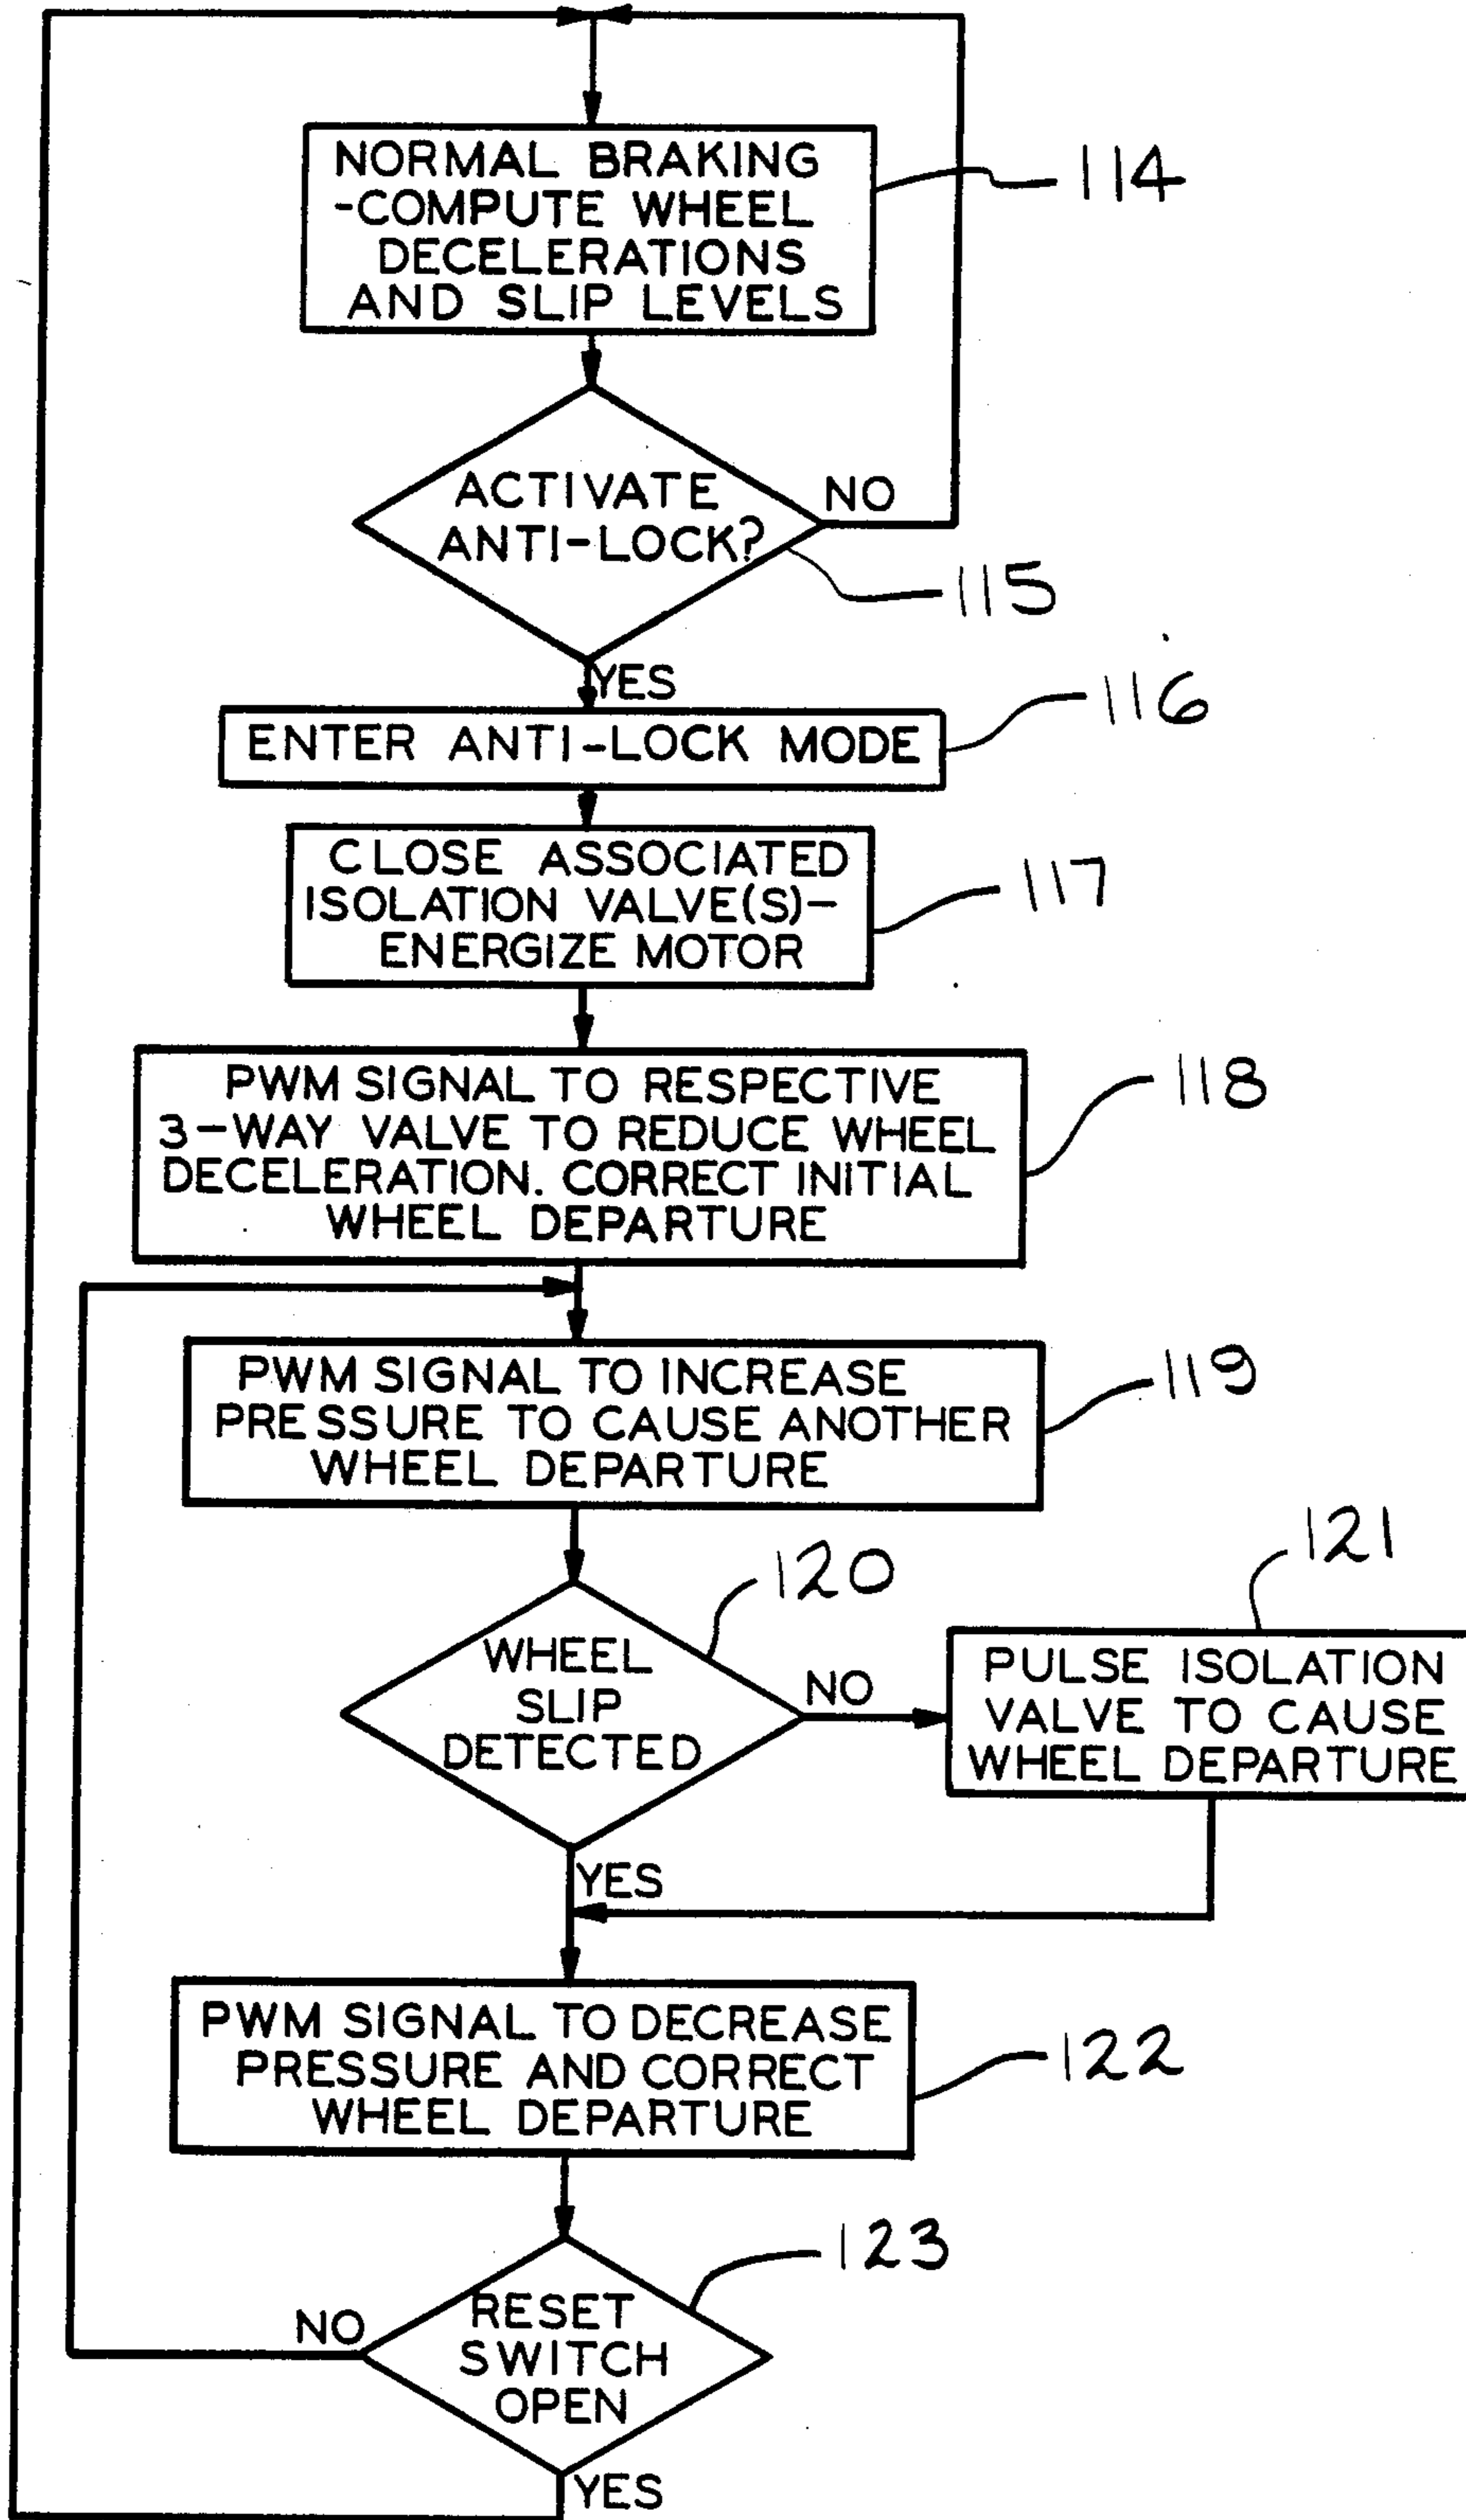 NORMAL BRAKING
-COMPUTE WHEEL
DECELERATIONS
AND SLIP LEVELS
114
ACTIVATE
ANTI-LOCK?
NO
115
YES
116
ENTER ANTI-LOCK MODE
CLOSE ASSOCIATED
ISOLATION VALVE(S)-
ENERGIZE MOTOR
117
PWM SIGNAL TO RESPECTIVE
3-WAY VALVE TO REDUCE WHEEL
DECELERATION. CORRECT INITIAL
WHEEL DEPARTURE
118
PWM SIGNAL TO INCREASE
PRESSURE TO CAUSE ANOTHER
WHEEL DEPARTURE
119
120
WHEEL
SLIP
DETECTED
NO
121
PULSE ISOLATION
VALVE TO CAUSE
WHEEL DEPARTURE
YES
PWM SIGNAL TO DECREASE
PRESSURE AND CORRECT
WHEEL DEPARTURE
122
123
NO
RESET
SWITCH
OPEN
YES